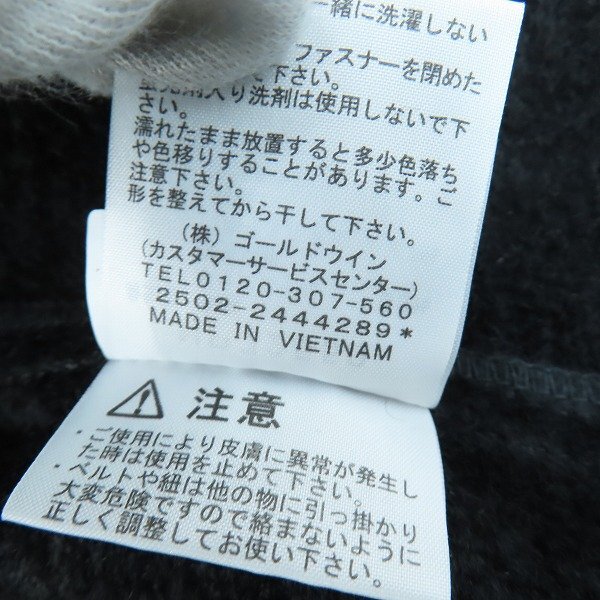 緒に洗濯しない
ファスナーを閉めた
て下さい。
入り洗剤は使用しないで下
さい。
濡れたまま放置すると多少色落ち
や色移りすることがあります。ご
注意下さい。
形を整えてから干して下さい。
(株) ゴールドウイン
(カスタマーサービスセンター)
TEL0120-307-560
2502-2444289*
MADE IN VIETNAM
注意
・ご使用により皮膚に異常が発生し
た時は使用を止めて下さい。
・ベルトや紐は他の物に引っ掛かり
大変危険ですので絡まないように
正しく調整してお使い下さい。